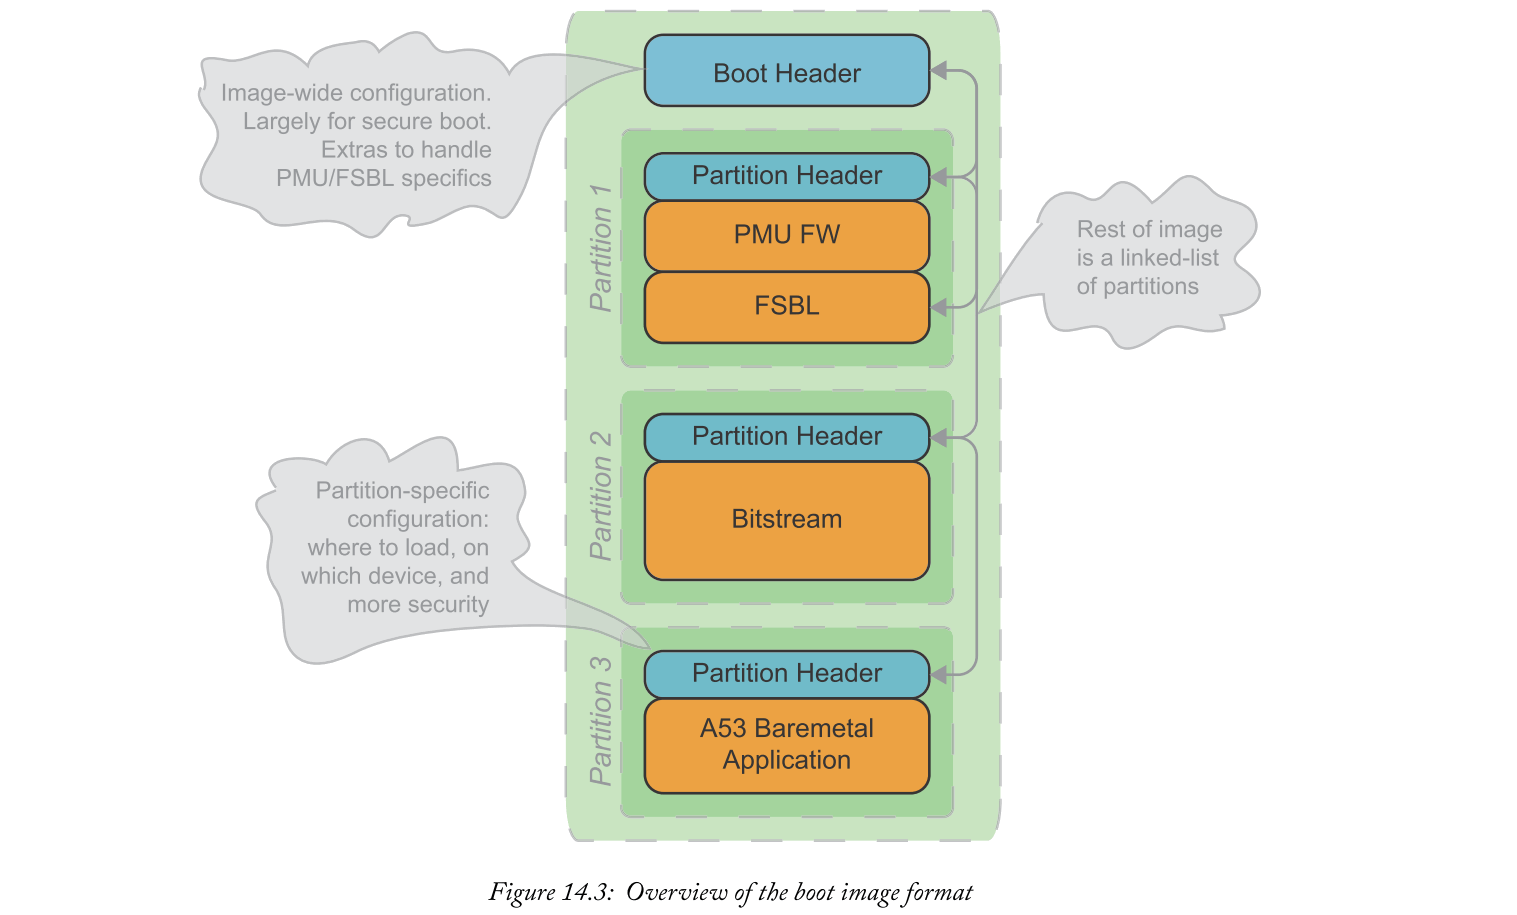 Boot Header
Image-wide configuration.
Largely for secure boot.
Extras to handle
PMU/FSBL specifics
Partition 1
Partition Header
PMU FW
FSBL
Rest of image
is a linked-list
of partitions
Partition 2
Partition Header
Bitstream
Partition-specific
configuration:
where to load, on
which device, and
more security
Partition 3
Partition Header
A53 Baremetal
Application
Figure 14.3: Overview of the boot image format